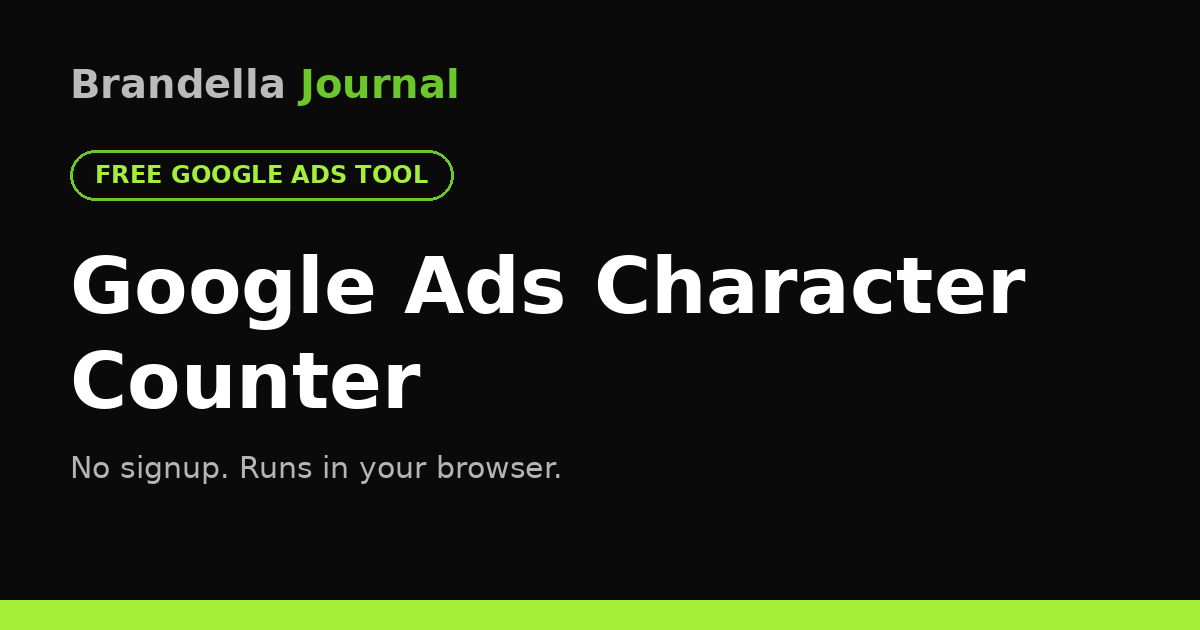 Brandella Journal
FREE GOOGLE ADS TOOL
Google Ads Character
Counter
No signup. Runs in your browser.